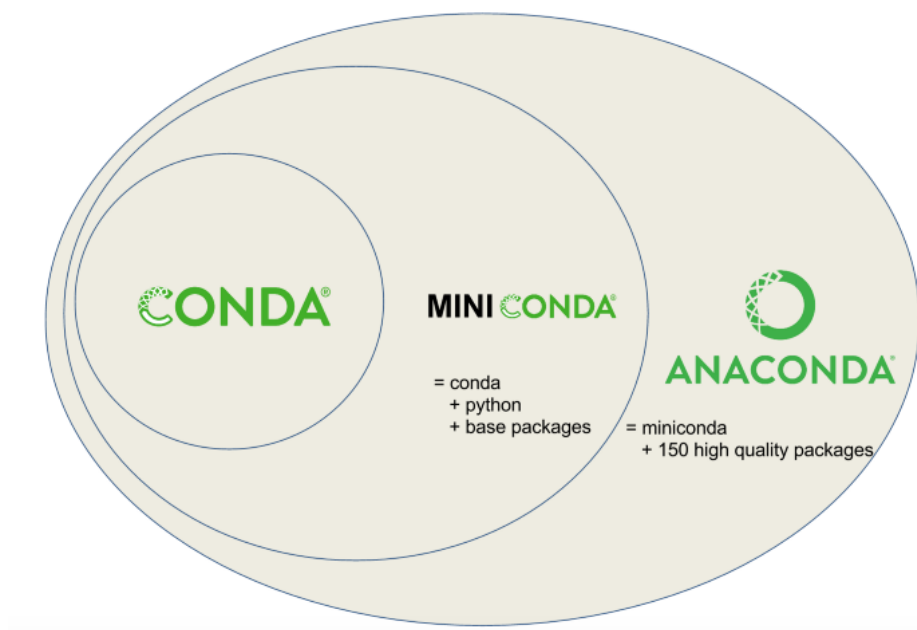 CONDA®
MINI CONDA®
= conda
+ python
+ base packages
ANACONDA®
= miniconda
+ 150 high quality packages